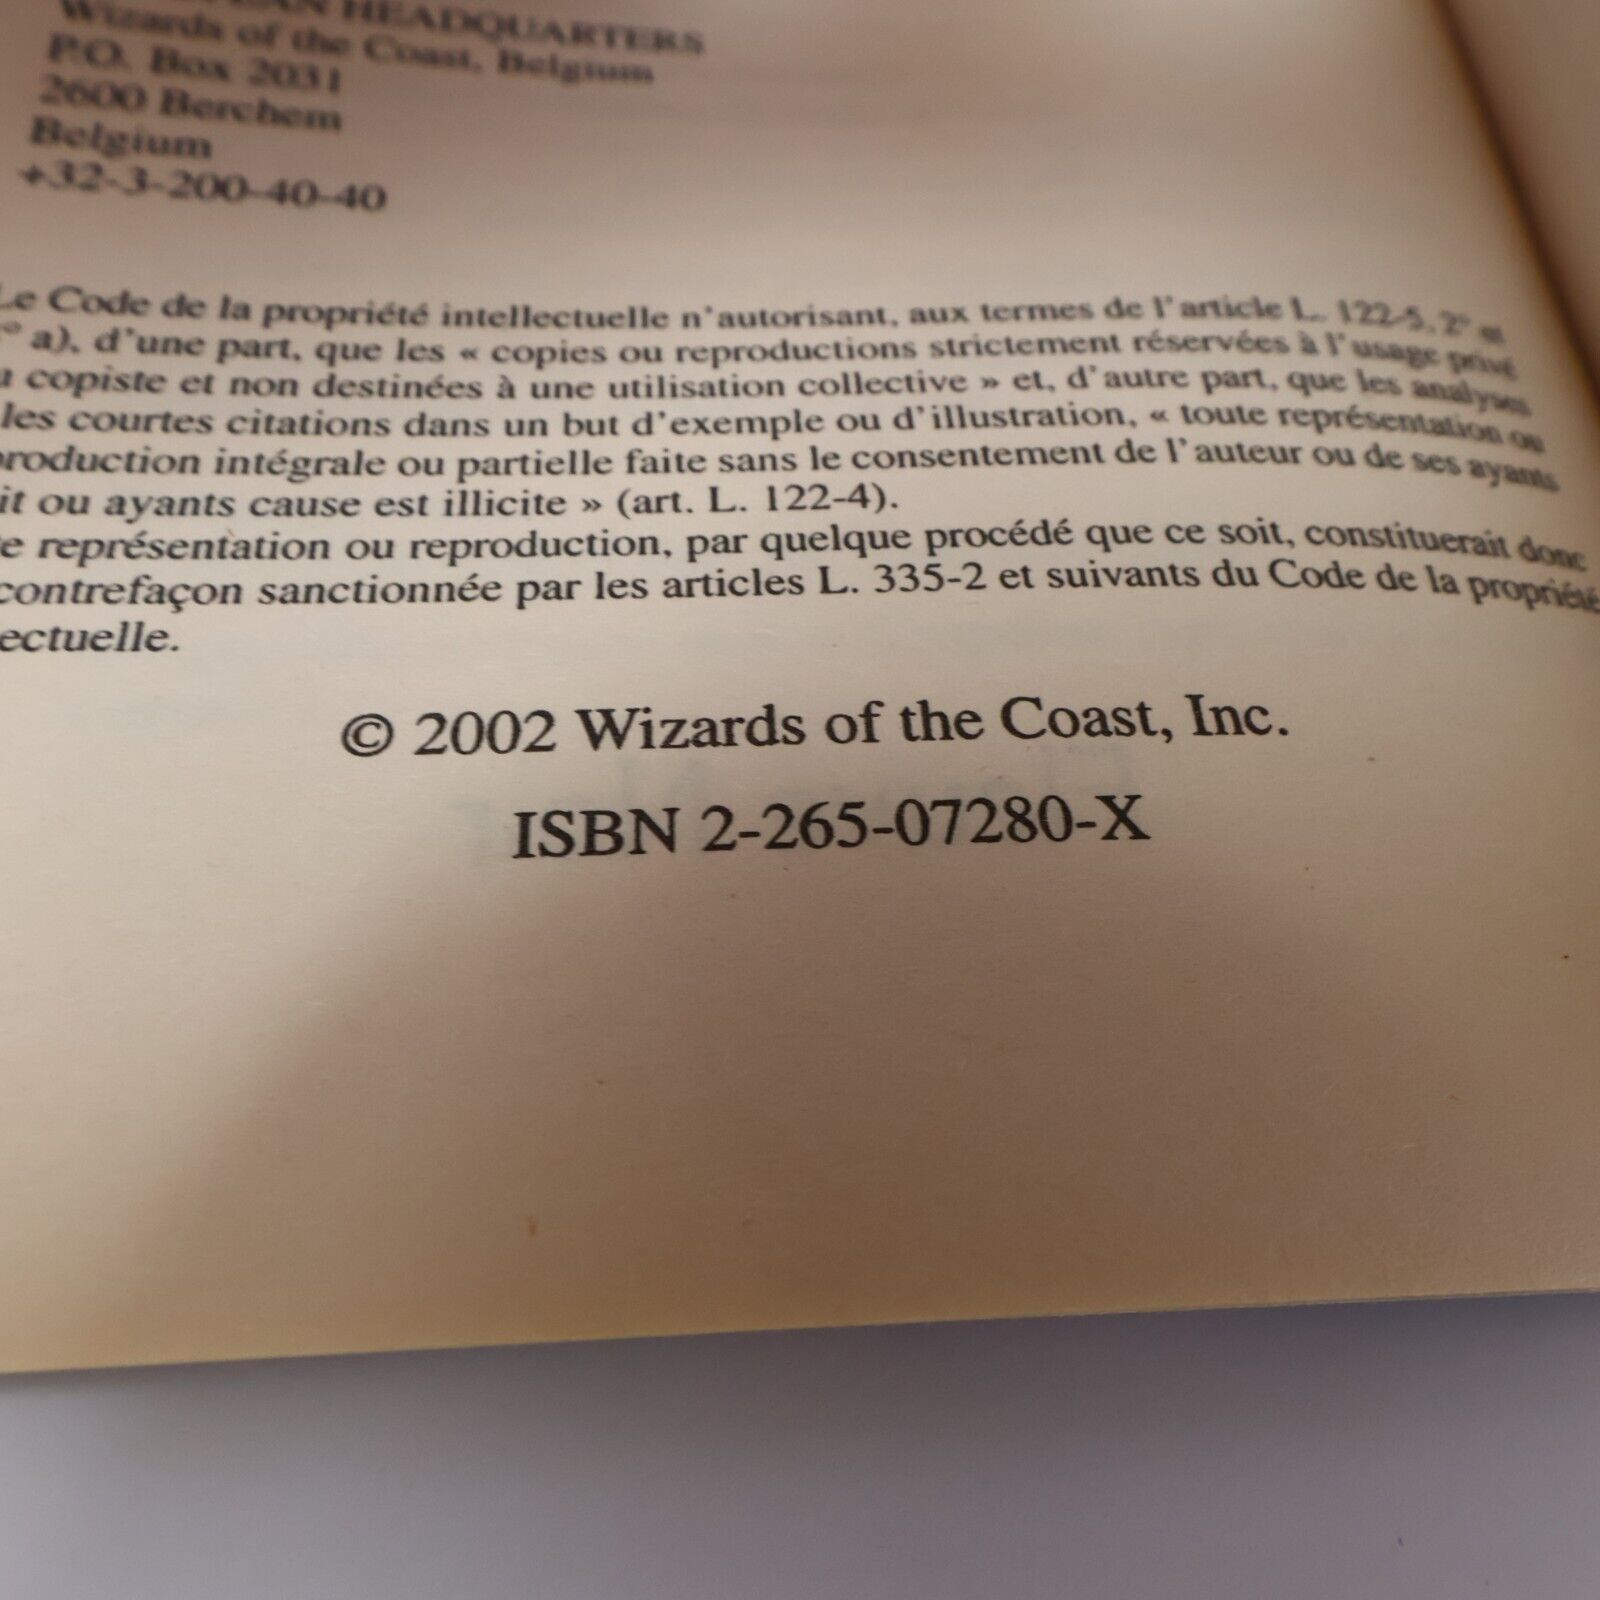 HEADQUARTERS
Wizards of the Coast, Belgium
P.O. Box 2031
2600 Berchem
Belgium
+32-3-200-40-40
Le Code de la propriété intellectuelle n'autorisant, aux termes de l'article L. 122-5, 2° et
a), d'une part, que les « copies ou reproductions strictement réservées à l'usage privé
copiste et non destinées à une utilisation collective » et, d'autre part, que les analyses
les courtes citations dans un but d'exemple ou d'illustration, « toute représentation ou
production intégrale ou partielle faite sans le consentement de l'auteur ou de ses ayants
it ou ayants cause est illicite » (art. L. 122-4).
e représentation ou reproduction, par quelque procédé que ce soit, constituerait donc
contrefaçon sanctionnée par les articles L. 335-2 et suivants du Code de la propriété
ectuelle.
© 2002 Wizards of the Coast, Inc.
ISBN 2-265-07280-X